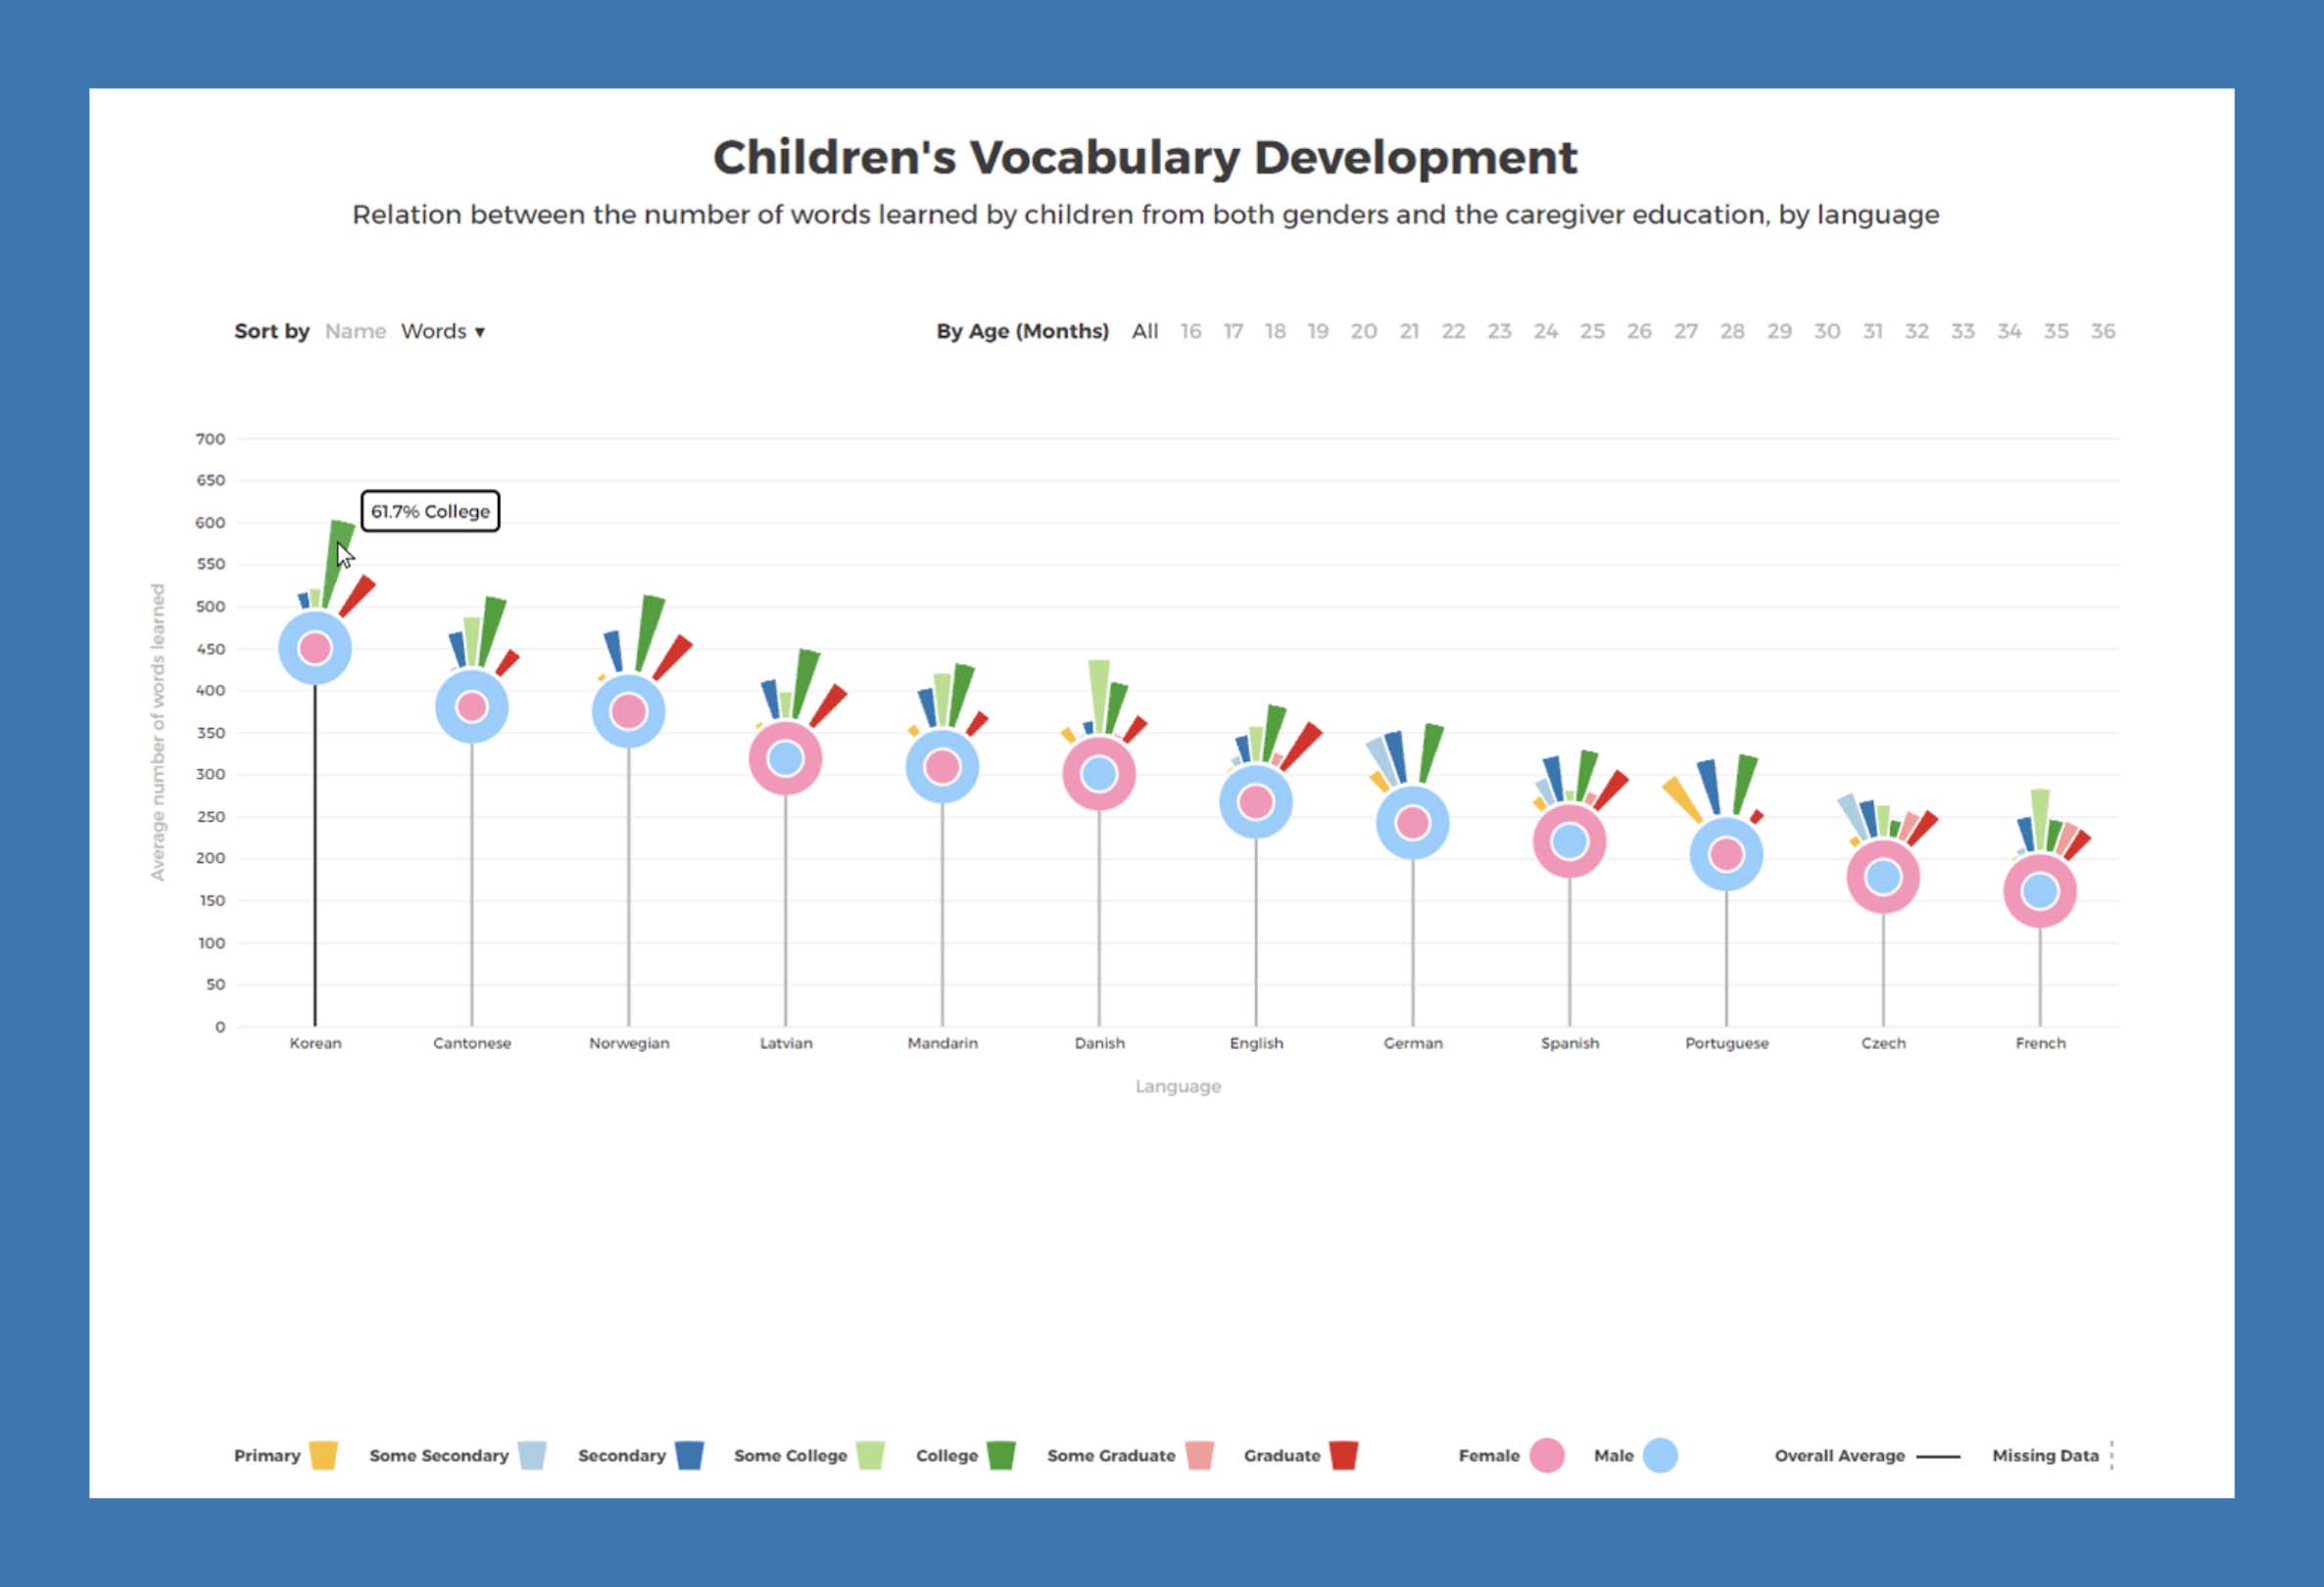 Children's Vocabulary Development
Relation between the number of words learned by children from both genders and the caregiver education, by language
Sort by Name Words ▾
By Age (Months) All 16 17 18 19 20 21 22 23 24 25 26 27 28 29 30 31 32 33 34 35 36
Average number of words learned
700
650
600
550
500
450
400
350
300
250
200
150
100
50
0
61.7% College
Korean Cantonese Norwegian Latvian Mandarin Danish English German Spanish Portuguese Czech French
Language
Primary Some Secondary Secondary Some College College Some Graduate Graduate Female Male Overall Average Missing Data